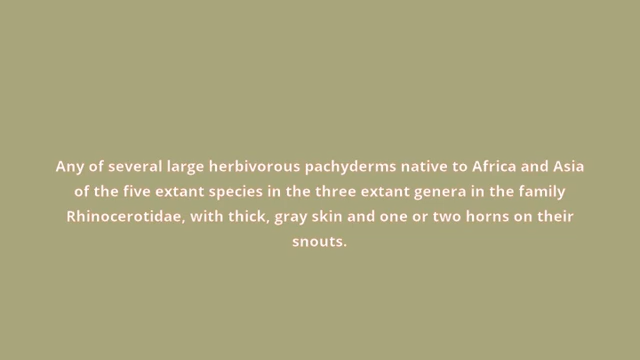 Any of several large herbivorous pachyderms native to Africa and Asia
of the five extant species in the three extant genera in the family
Rhinocerotidae, with thick, gray skin and one or two horns on their
snouts.